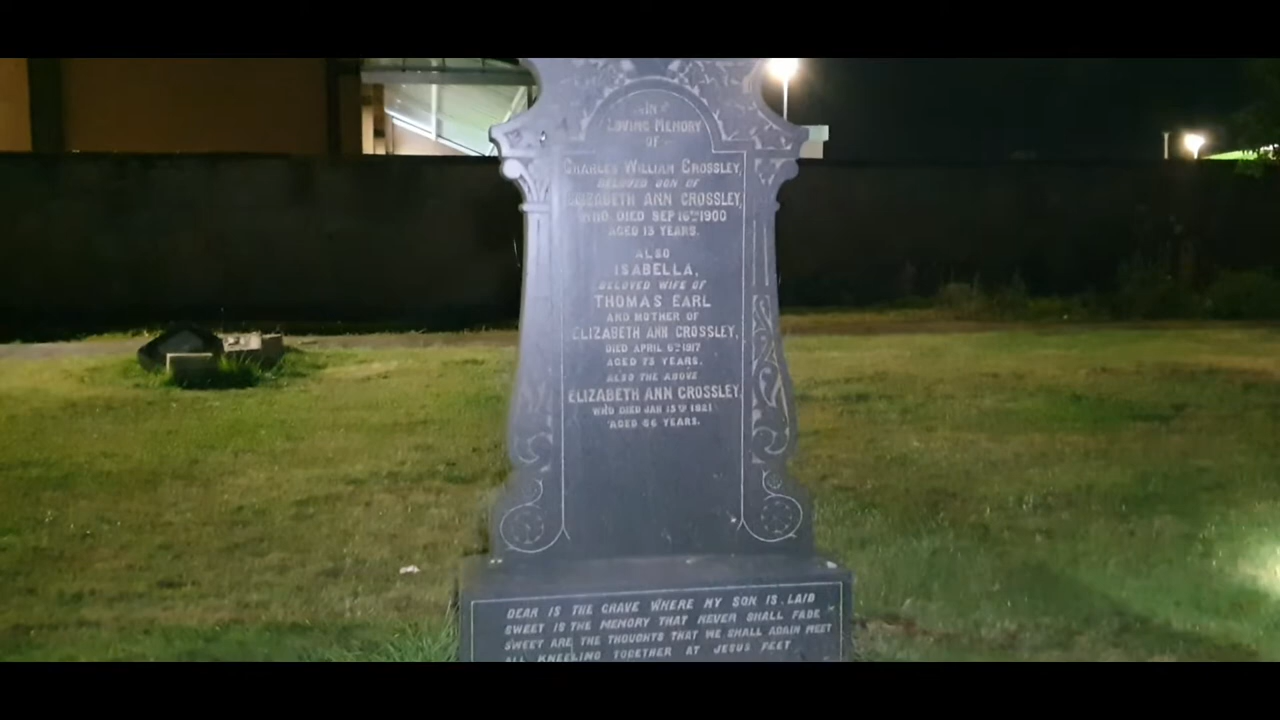 IN
LOVING MEMORY
OF
CHARLES WILLIAM CROSSLEY,
BELOVED SON OF
ELIZABETH ANN CROSSLEY,
WHO DIED SEP 16TH 1900
AGED 13 YEARS.
ALSO
ISABELLA,
BELOVED WIFE OF
THOMAS EARL
AND MOTHER OF
ELIZABETH ANN CROSSLEY,
DIED APRIL 6TH 1917
AGED 73 YEARS.
ALSO THE ABOVE
ELIZABETH ANN CROSSLEY,
WHO DIED JAN 15TH 1921
AGED 56 YEARS.
DEAR IS THE GRAVE WHERE MY SON IS LAID
SWEET IS THE MEMORY THAT NEVER SHALL FADE
SWEET ARE THE THOUGHTS THAT WE SHALL AGAIN MEET
ALL KNEELING TOGETHER AT JESUS FEET